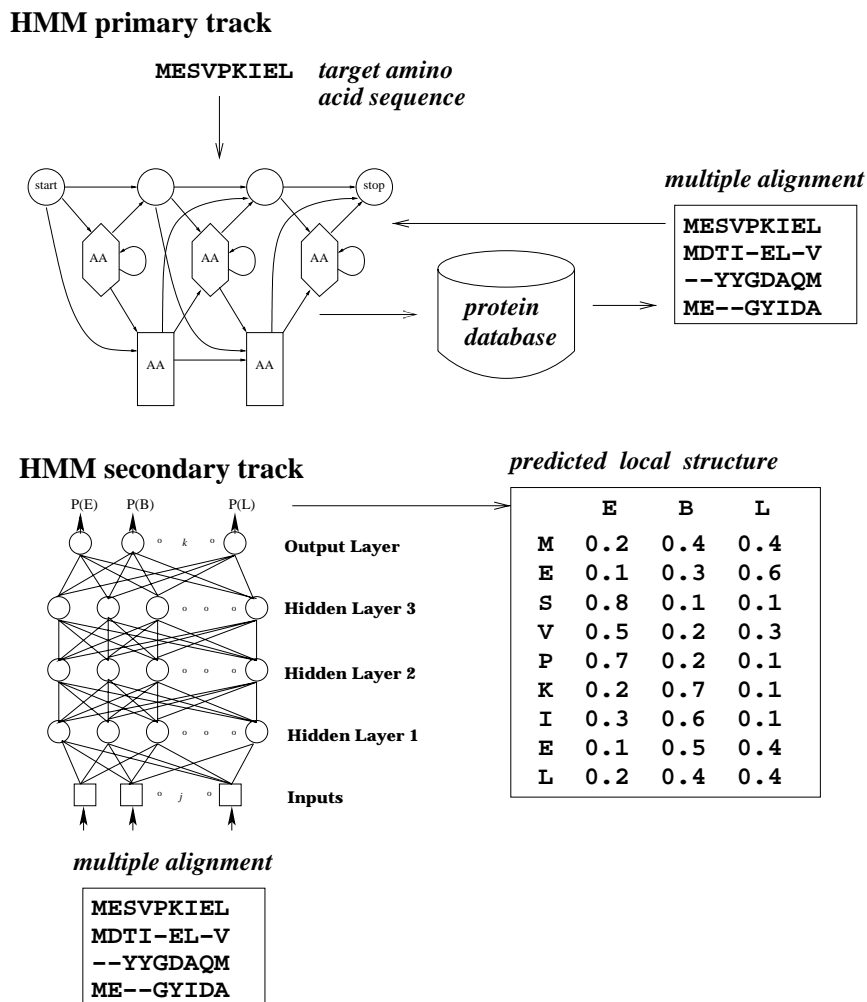 HMM primary track
MESVPKIEL target amino
acid sequence
start
stop
AA
AA
AA
AA
AA
protein
database
multiple alignment
MESVPKIEL
MDTI-EL-V
--YYGDAQM
ME--GYIDA
HMM secondary track
P(E) P(B) P(L)
o k o Output Layer
o o o Hidden Layer 3
o o o Hidden Layer 2
o o o Hidden Layer 1
o j o Inputs
multiple alignment
MESVPKIEL
MDTI-EL-V
--YYGDAQM
ME--GYIDA
predicted local structure
E B L
M 0.2 0.4 0.4
E 0.1 0.3 0.6
S 0.8 0.1 0.1
V 0.5 0.2 0.3
P 0.7 0.2 0.1
K 0.2 0.7 0.1
I 0.3 0.6 0.1
E 0.1 0.5 0.4
L 0.2 0.4 0.4